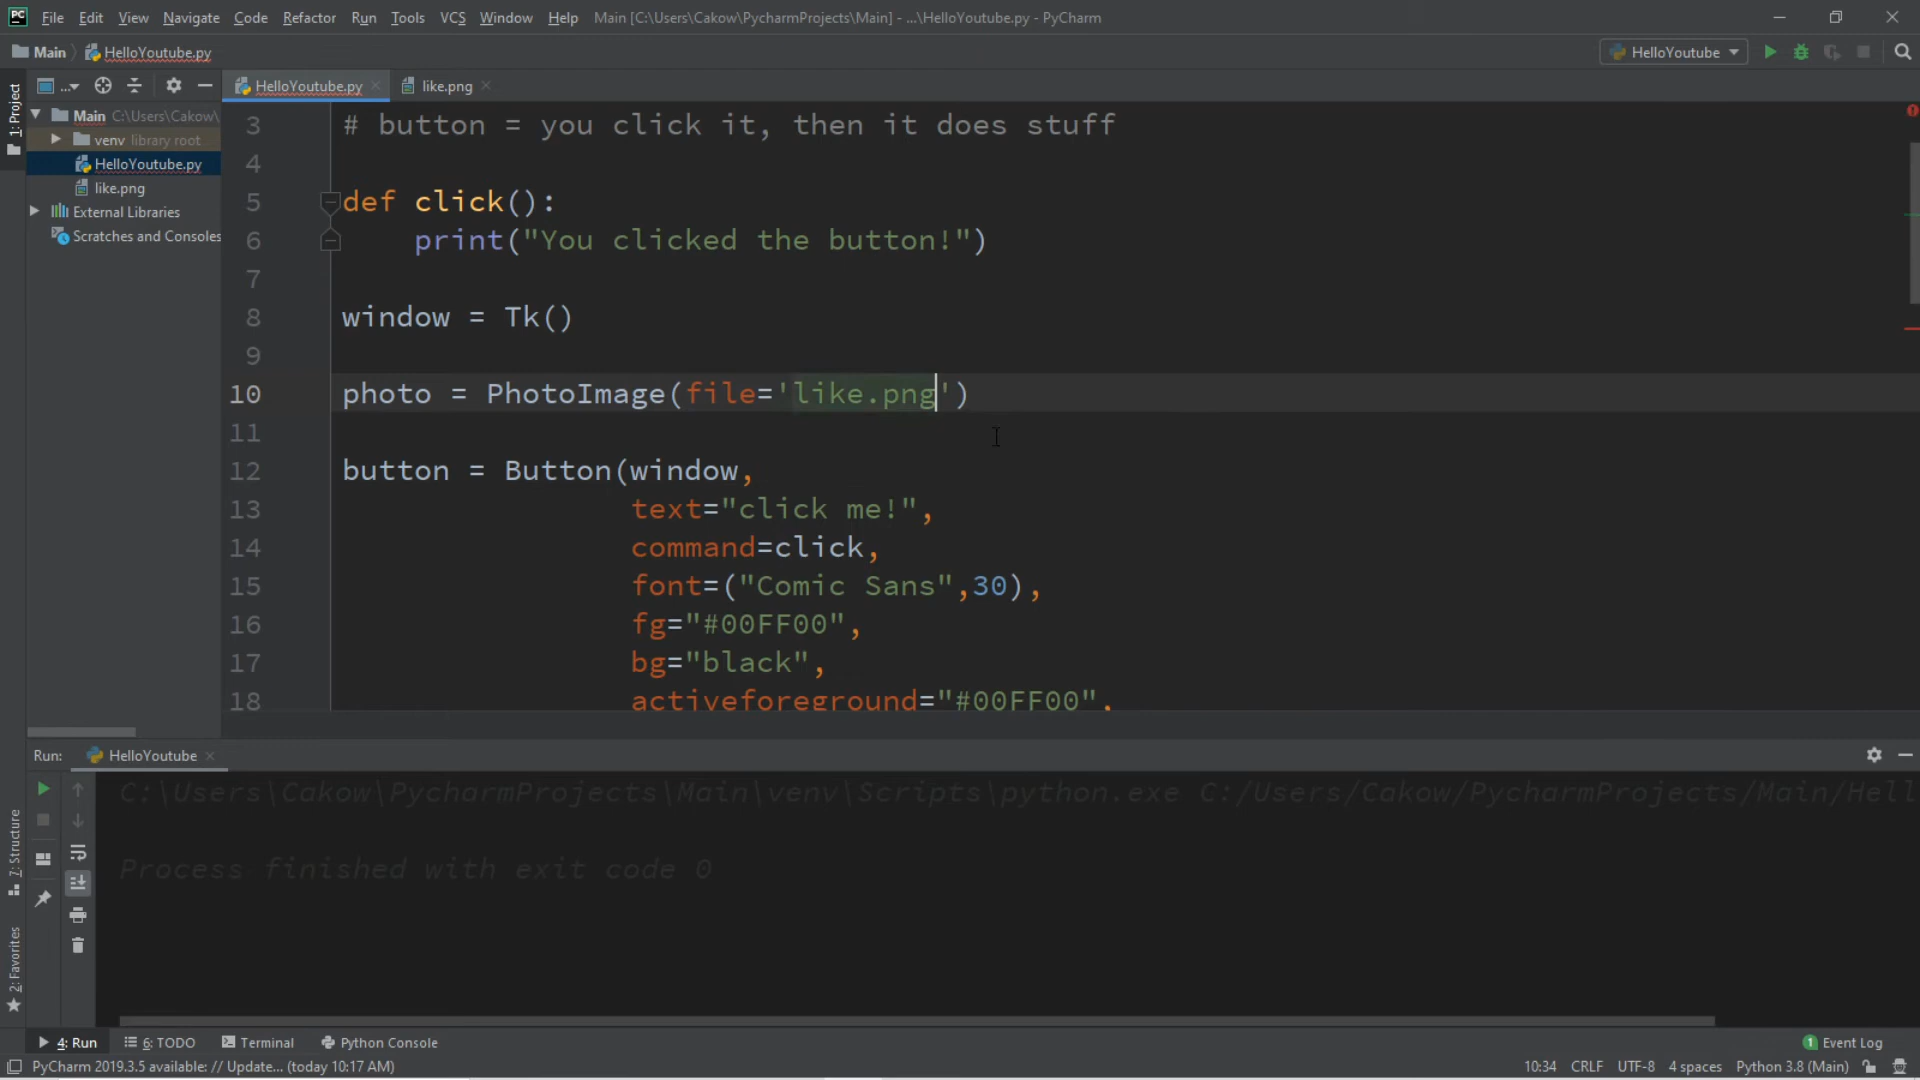 PC File Edit View Navigate Code Refactor Run Tools VCS Window Help Main [C:\Users\Cakow\PycharmProjects\Main] - ...\HelloYoutube.py - PyCharm
Main HelloYoutube.py HelloYoutube
... HelloYoutube.py like.png
1: Project
Main C:\Users\Cakow\
venv library root
HelloYoutube.py
like.png
External Libraries
Scratches and Consoles
3 # button = you click it, then it does stuff
4
5 def click():
6 print("You clicked the button!")
7
8 window = Tk()
9
10 photo = PhotoImage(file='like.png')
11
12 button = Button(window,
13 text="click me!",
14 command=click,
15 font=("Comic Sans",30),
16 fg="#00FF00",
17 bg="black",
18 activeforeground="#00FF00",
Run: HelloYoutube
C:\Users\Cakow\PycharmProjects\Main\venv\Scripts\python.exe C:/Users/Cakow/PycharmProjects/Main/Hell
Process finished with exit code 0
7: Structure
2: Favorites
4: Run 6: TODO Terminal Python Console 1 Event Log
PyCharm 2019.3.5 available: // Update... (today 10:17 AM) 10:34 CRLF UTF-8 4 spaces Python 3.8 (Main)